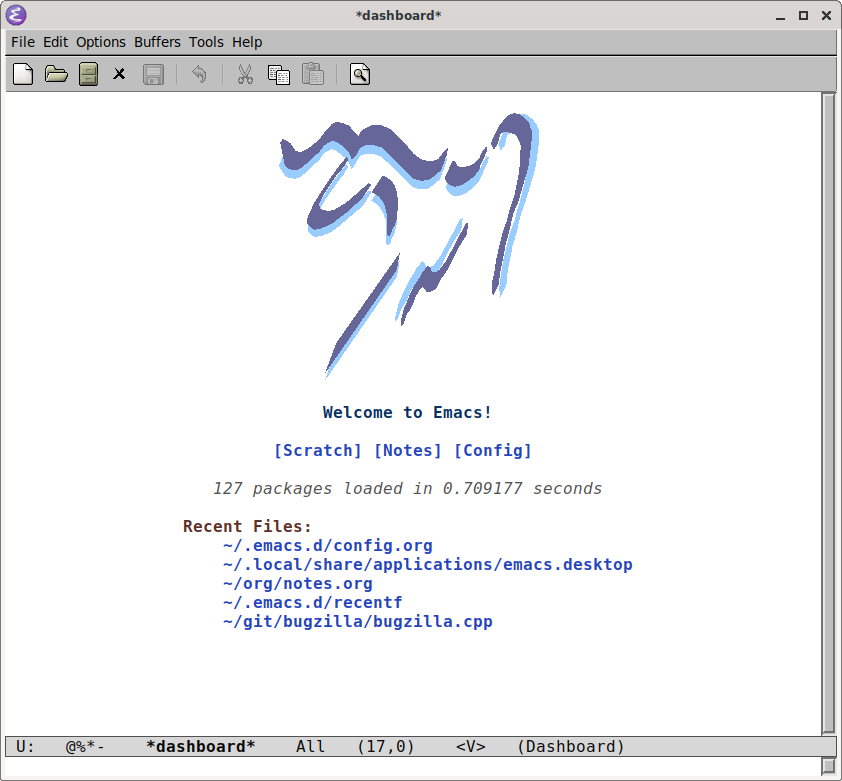 *dashboard*
File Edit Options Buffers Tools Help
Welcome to Emacs!
[Scratch] [Notes] [Config]
127 packages loaded in 0.709177 seconds
Recent Files:
~/.emacs.d/config.org
~/.local/share/applications/emacs.desktop
~/org/notes.org
~/.emacs.d/recentf
~/git/bugzilla/bugzilla.cpp
U: @%*- *dashboard* All (17,0) <V> (Dashboard)